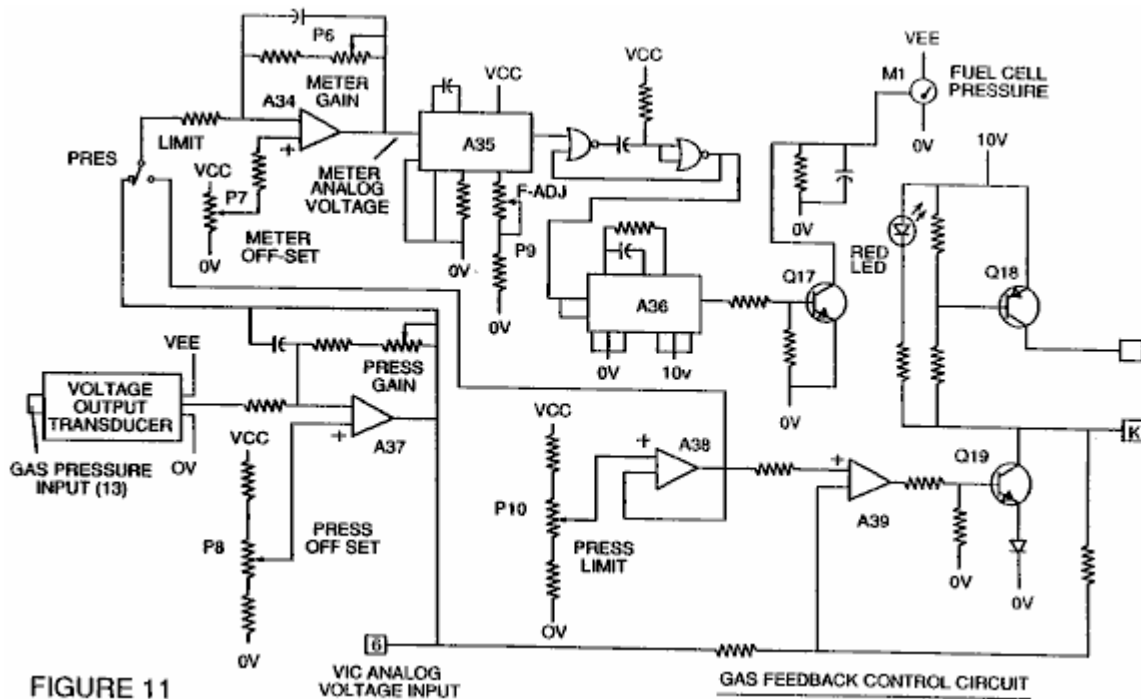 P6
METER
GAIN
VCC
VCC
VEE
M1
FUEL CELL
PRESSURE
A34
LIMIT
PRES
+
A35
0V
10V
VCC
P7
METER
ANALOG
VOLTAGE
F-ADJ
METER
OFF-SET
0V
0V
P9
0V
0V
RED
LED
Q17
Q18
A36
0V
10v
0V
VEE
PRESS
GAIN
VOLTAGE
OUTPUT
TRANSDUCER
0V
+
A37
GAS PRESSURE
INPUT (13)
VCC
P8
PRESS
OFF SET
0V
VCC
P10
PRESS
LIMIT
0V
+
A38
+
A39
Q19
K
0V
0V
6
VIC ANALOG
VOLTAGE INPUT
FIGURE 11
GAS FEEDBACK CONTROL CIRCUIT